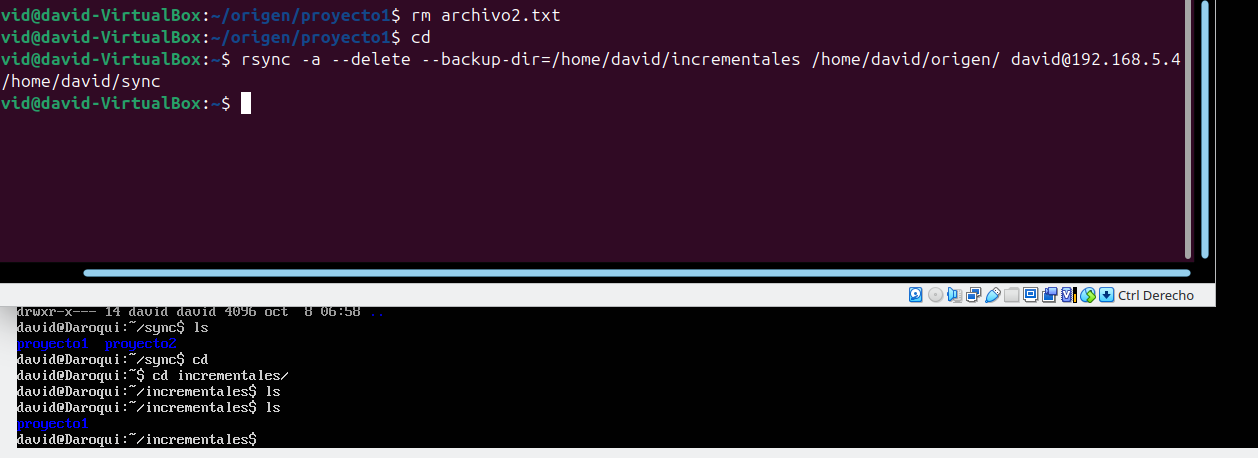 vid@david-VirtualBox:~/origen/proyecto1$ rm archivo2.txt
vid@david-VirtualBox:~/origen/proyecto1$ cd
vid@david-VirtualBox:~$ rsync -a --delete --backup-dir=/home/david/incrementales /home/david/origen/ david@192.168.5.4
/home/david/sync
vid@david-VirtualBox:~$
Ctrl Derecho
drwxr-x--- 14 david david 4096 oct  8 06:58 ..
david@Daroqui:~/sync$ ls
proyecto1  proyecto2
david@Daroqui:~/sync$ cd
david@Daroqui:~$ cd incrementales/
david@Daroqui:~/incrementales$ ls
david@Daroqui:~/incrementales$ ls
proyecto1
david@Daroqui:~/incrementales$